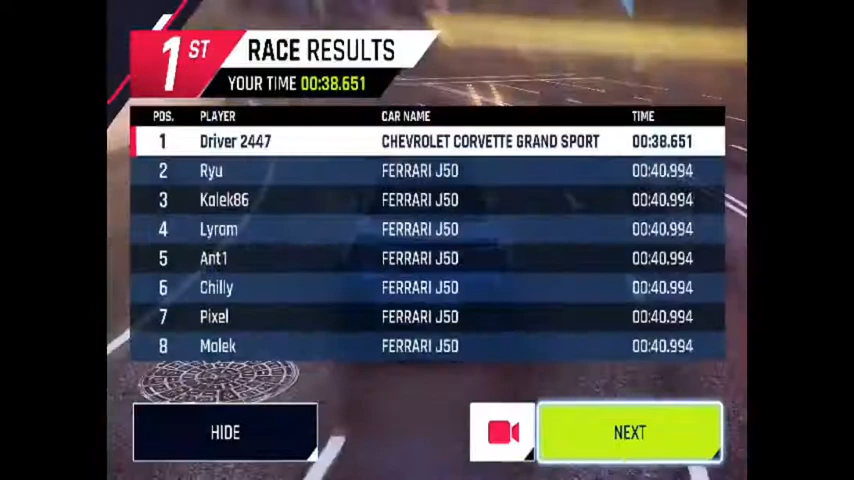 1ST RACE RESULTS
YOUR TIME 00:38.651
POS. PLAYER CAR NAME TIME
1 Driver 2447 CHEVROLET CORVETTE GRAND SPORT 00:38.651
2 Ryu FERRARI J50 00:40.994
3 Kalek86 FERRARI J50 00:40.994
4 Lyrom FERRARI J50 00:40.994
5 Ant1 FERRARI J50 00:40.994
6 Chilly FERRARI J50 00:40.994
7 Pixel FERRARI J50 00:40.994
8 Malek FERRARI J50 00:40.994
HIDE NEXT